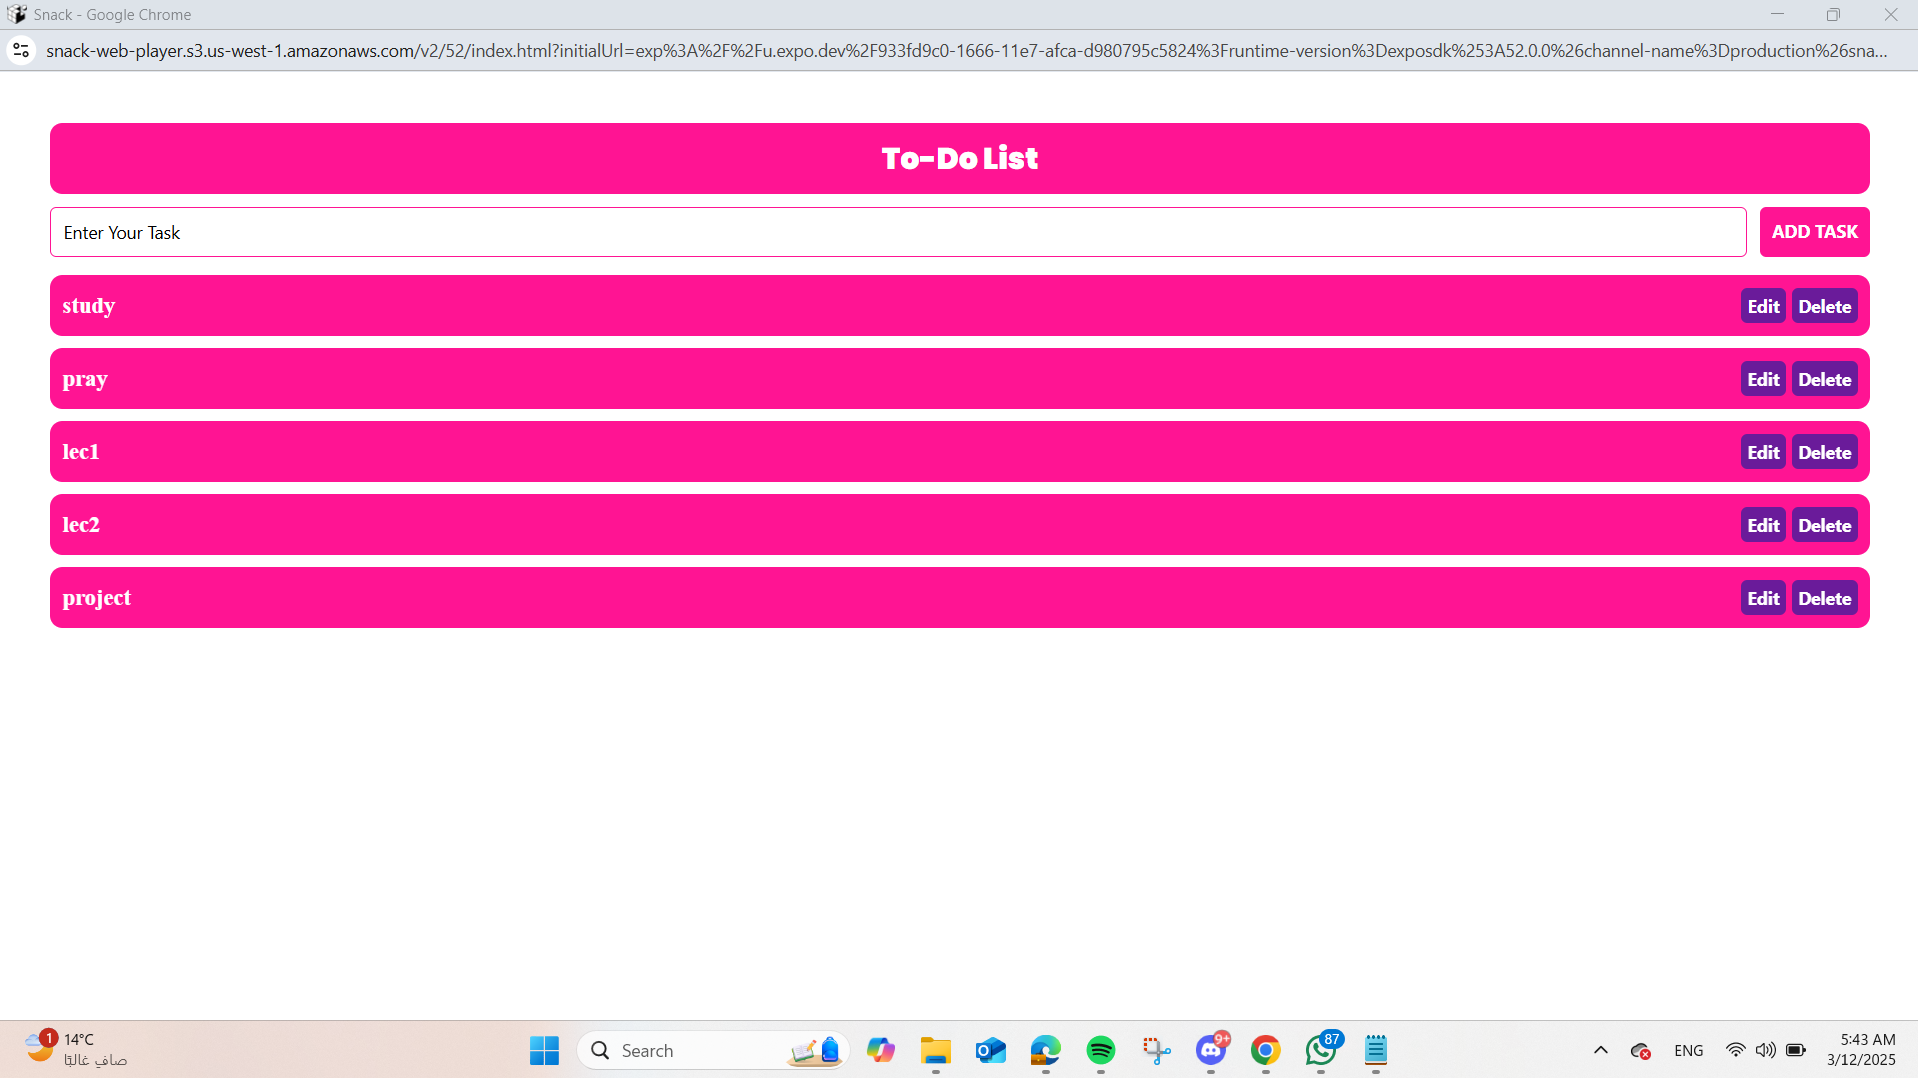 Snack - Google Chrome
snack-web-player.s3.us-west-1.amazonaws.com/v2/52/index.html?initialUrl=exp%3A%2F%2Fu.expo.dev%2F933fd9c0-1666-11e7-afca-d980795c5824%3Fruntime-version%3Dexposdk%253A52.0.0%26channel-name%3Dproduction%26sna...
To-Do List
Enter Your Task
ADD TASK
study Edit Delete
pray Edit Delete
lec1 Edit Delete
lec2 Edit Delete
project Edit Delete
1
14°C
صافٍ غالبًا
Search
9+
87
ENG
5:43 AM
3/12/2025